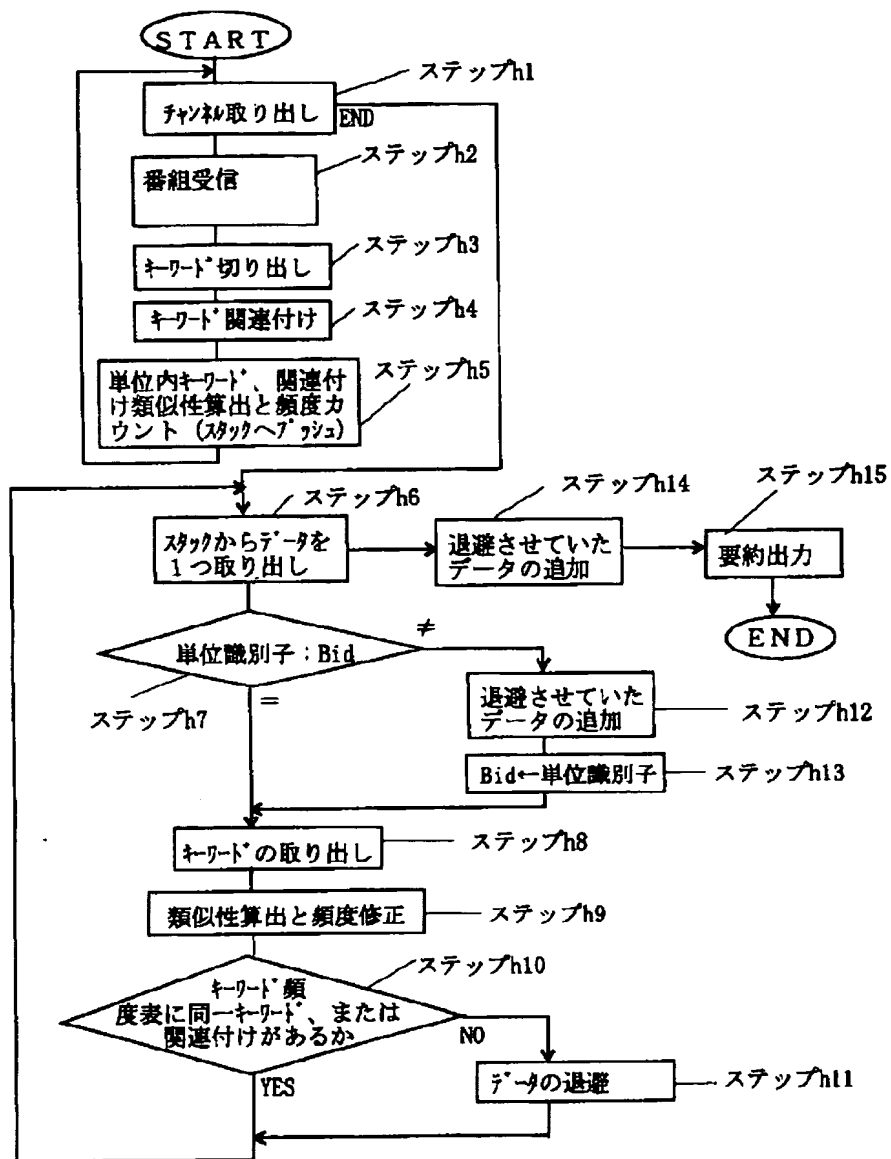 START
ステップh1
チャンネル取り出し
END
ステップh2
番組受信
ステップh3
キーワード切り出し
ステップh4
キーワード関連付け
ステップh5
単位内キーワード、関連付
け類似性算出と頻度カ
ウント (スタックへプッシュ)
ステップh6
スタックからデータを
1つ取り出し
ステップh14
退避させていた
データの追加
ステップh15
要約出力
END
単位識別子:Bid
≠
=
ステップh7
退避させていた
データの追加
ステップh12
Bid←単位識別子
ステップh13
キーワードの取り出し
ステップh8
類似性算出と頻度修正
ステップh9
ステップh10
キーワード頻
度表に同一キーワード、または
関連付けがあるか
NO
YES
データの退避
ステップh11